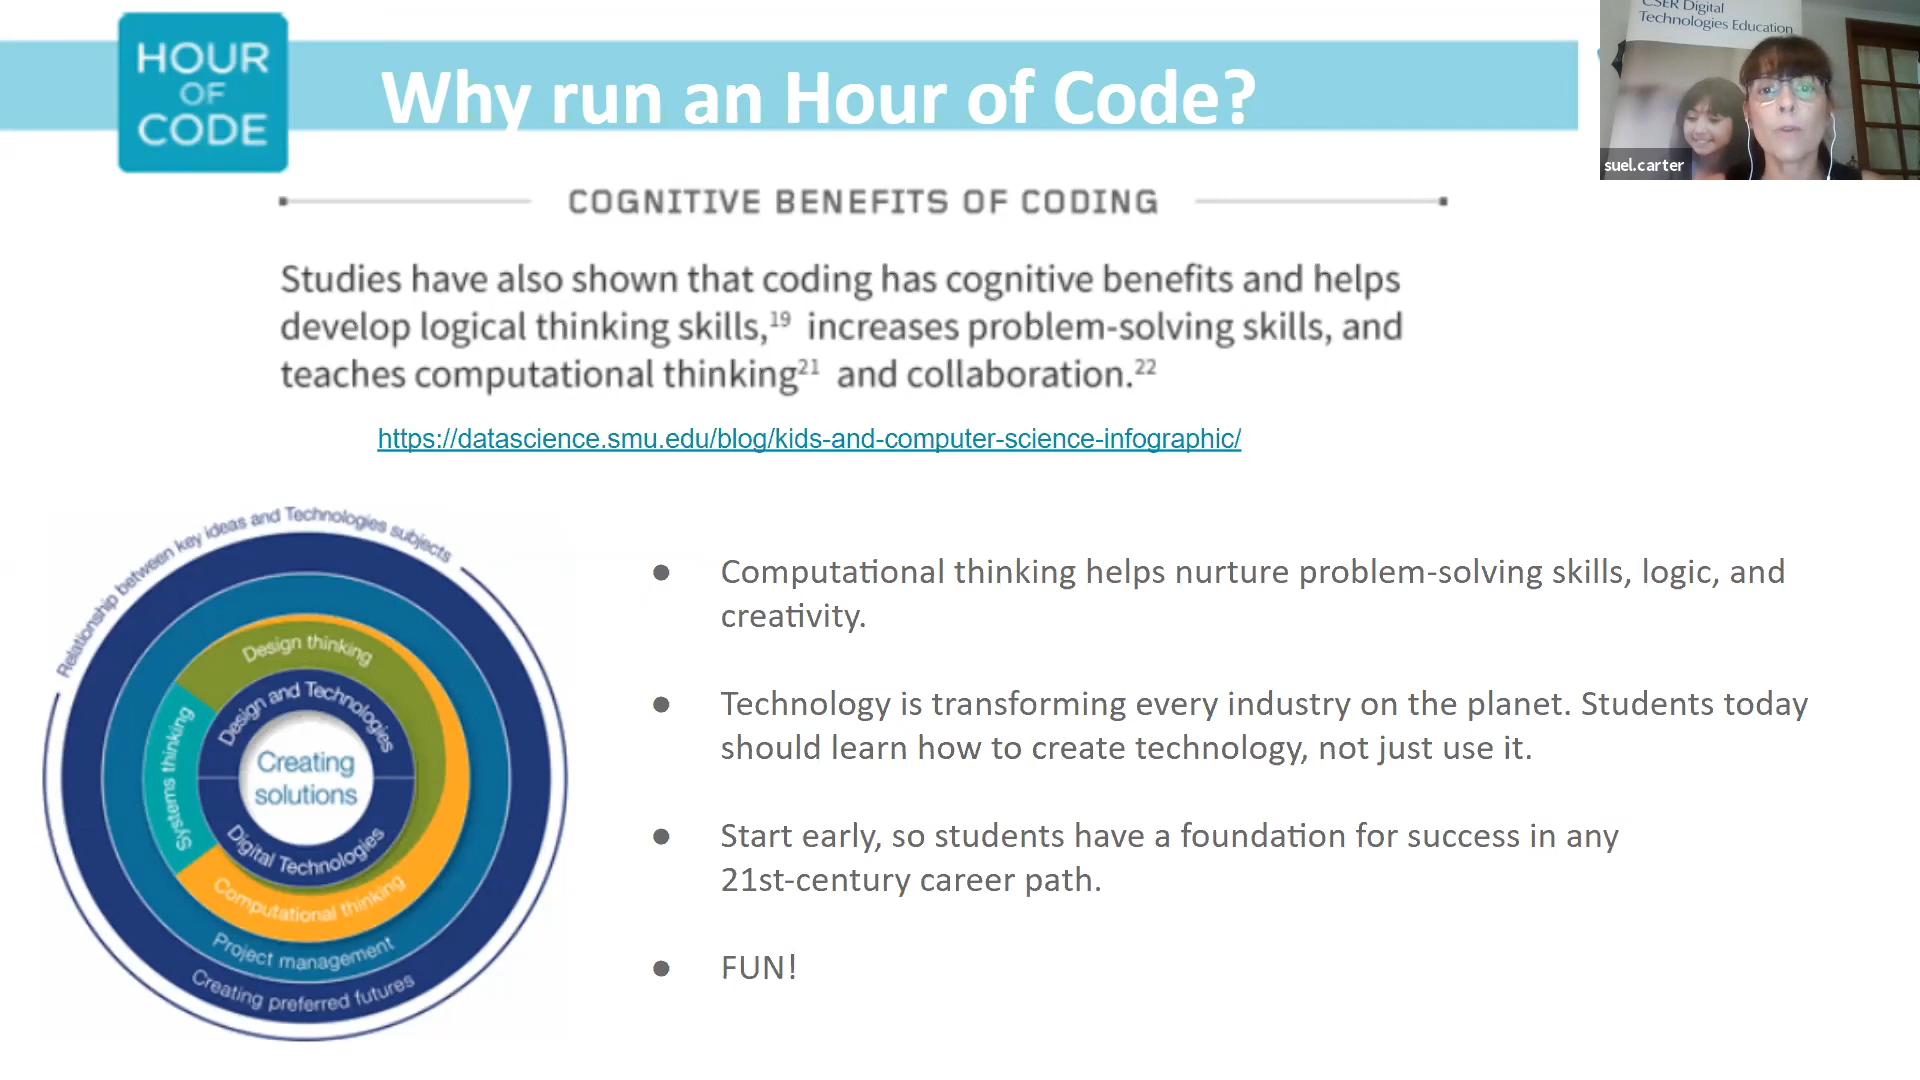 HOUR
OF
CODE
Why run an Hour of Code?
CSER Digital
Technologies Education
suel.carter
COGNITIVE BENEFITS OF CODING
Studies have also shown that coding has cognitive benefits and helps
develop logical thinking skills,19 increases problem-solving skills, and
teaches computational thinking21 and collaboration.22
https://datascience.smu.edu/blog/kids-and-computer-science-infographic/
Relationship between key ideas and Technologies subjects
Design thinking
Design and Technologies
Systems thinking
Creating
solutions
Digital Technologies
Computational thinking
Project management
Creating preferred futures
● Computational thinking helps nurture problem-solving skills, logic, and
creativity.
● Technology is transforming every industry on the planet. Students today
should learn how to create technology, not just use it.
● Start early, so students have a foundation for success in any
21st-century career path.
● FUN!